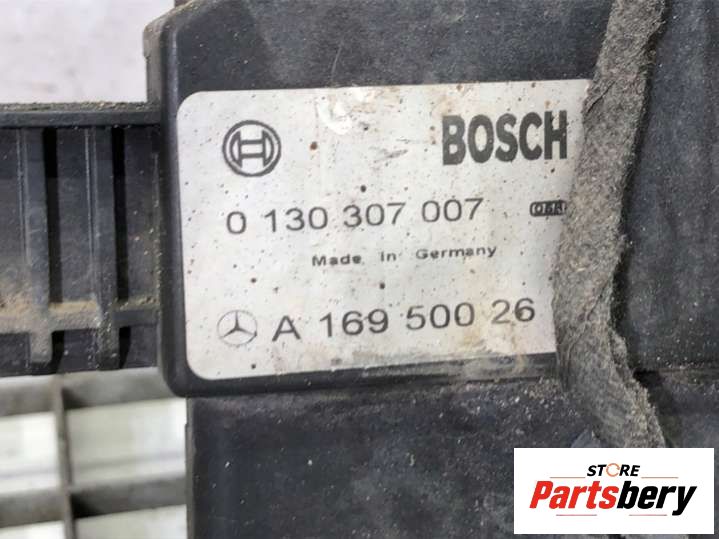 BOSCH
0 130 307 007
Made in Germany
A 169 500 26
STORE
Partsbery